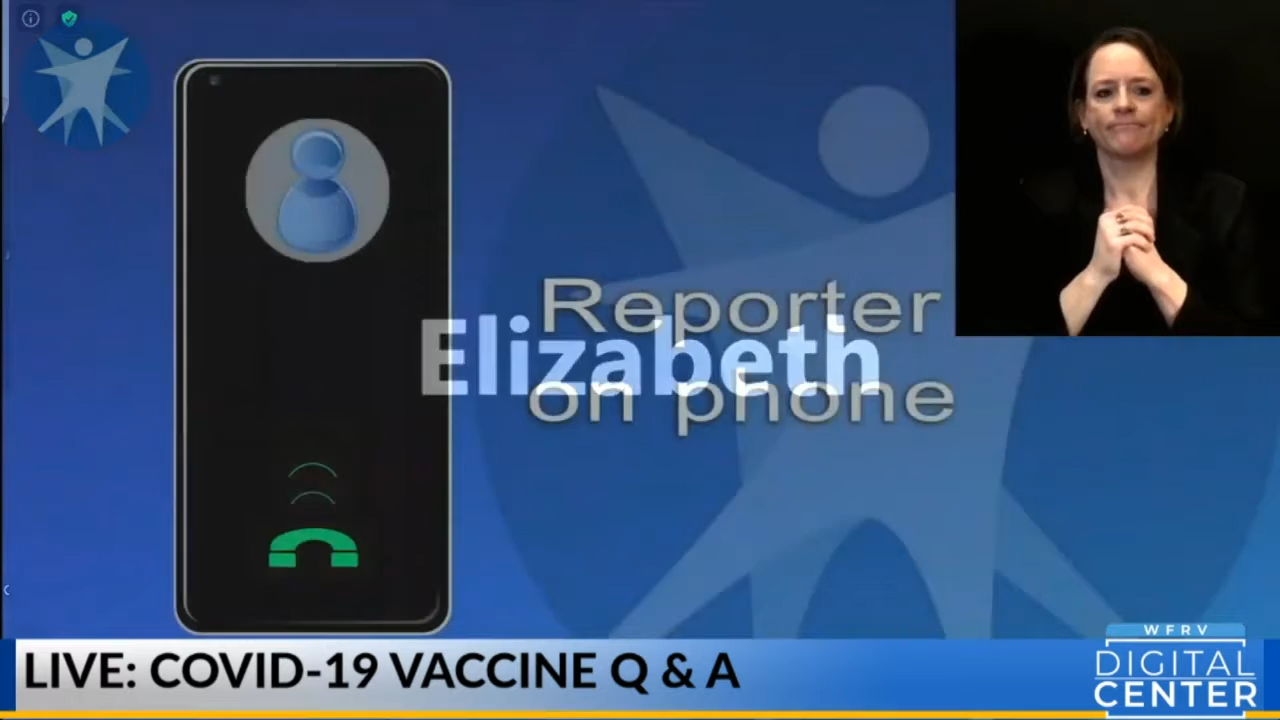 Reporter
Elizabeth
on phone
LIVE: COVID-19 VACCINE Q & A
WFRV
DIGITAL
CENTER